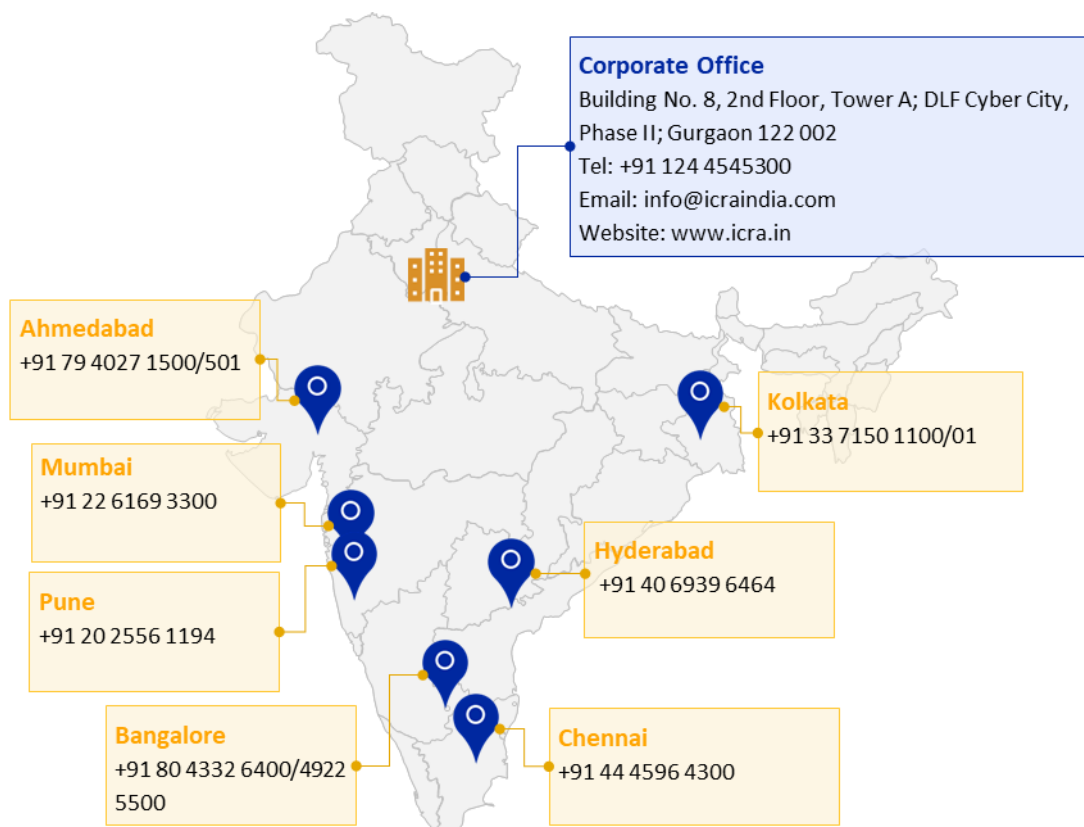 Corporate Office
Building No. 8, 2nd Floor, Tower A; DLF Cyber City,
Phase II; Gurgaon 122 002
Tel: +91 124 4545300
Email: info@icraindia.com
Website: www.icra.in
Ahmedabad
+91 79 4027 1500/501
Kolkata
+91 33 7150 1100/01
Mumbai
+91 22 6169 3300
Hyderabad
+91 40 6939 6464
Pune
+91 20 2556 1194
Bangalore
+91 80 4332 6400/4922
5500
Chennai
+91 44 4596 4300